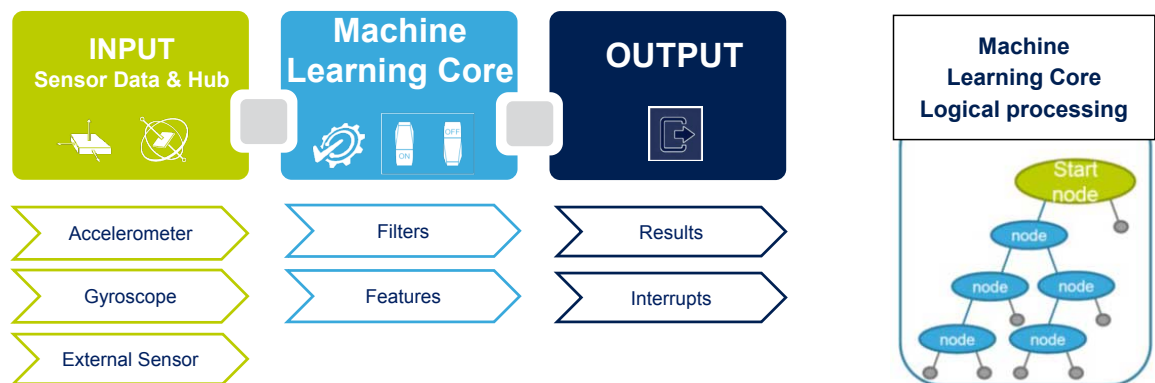 INPUT
Sensor Data & Hub
Machine
Learning Core
ON
OFF
OUTPUT
Accelerometer
Gyroscope
External Sensor
Filters
Features
Results
Interrupts
Machine
Learning Core
Logical processing
Start
node
node
node
node
node
node